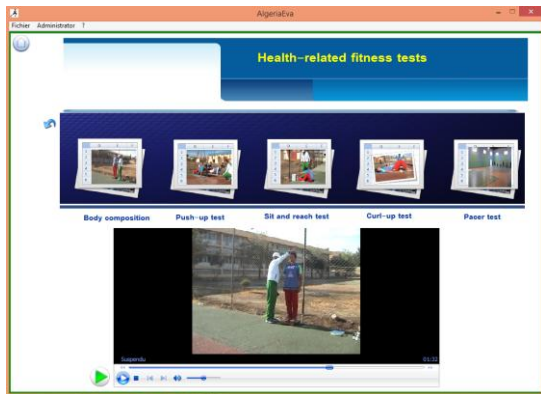 AlgeriaEva
Fichier Administrator ?
Health-related fitness tests
Body composition Push-up test Sit and reach test Curl-up test Pacer test
Suspendu 01:32